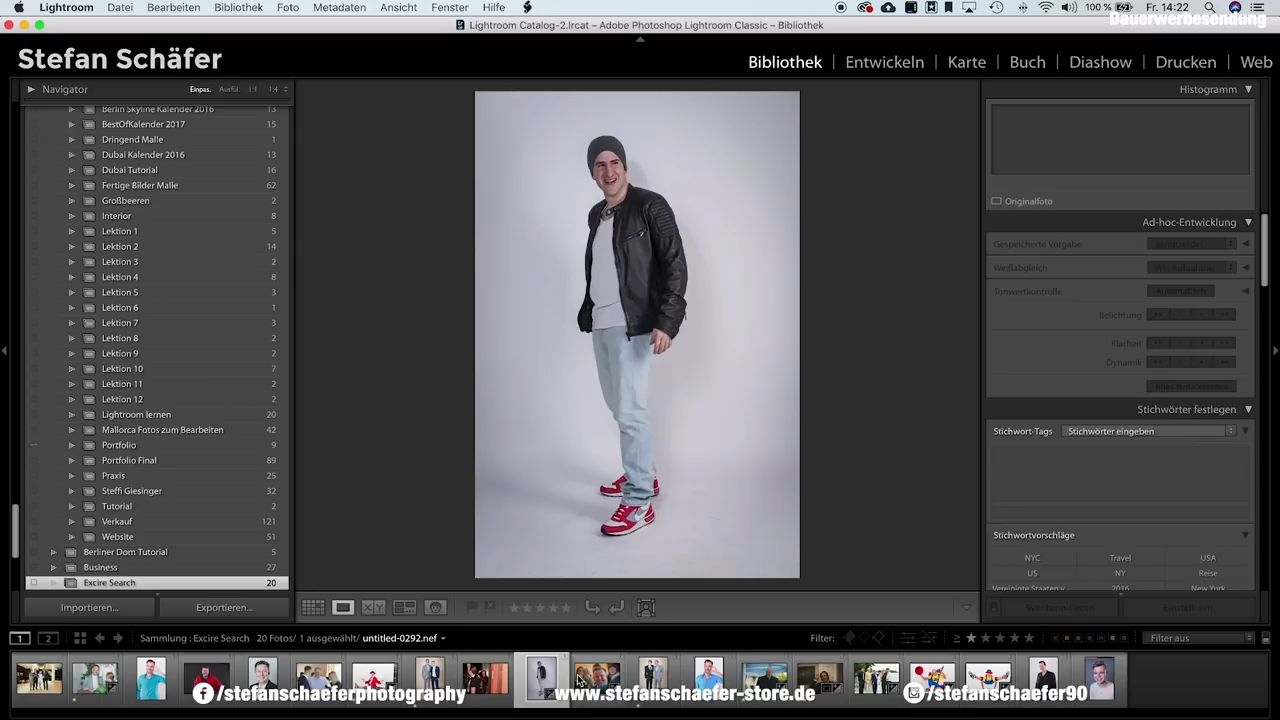 Lightroom Datei Bearbeiten Bibliothek Foto Metadaten Ansicht Fenster Hilfe 100 % Fr. 14:22
Dauerwerbesendung
Lightroom Catalog-2.lrcat – Adobe Photoshop Lightroom Classic – Bibliothek
Stefan Schäfer
Bibliothek | Entwickeln | Karte | Buch | Diashow | Drucken | Web
Navigator Einpas. Ausfül. 1:1 1:4
Histogramm
Berlin Skyline Kalender 2016 13
BestOfKalender 2017 15
Dringend Malle 1
Dubai Kalender 2016 13
Dubai Tutorial 16
Fertige Bilder Malle 62
Großbeeren 2
Interior 8
Lektion 1 5
Lektion 2 14
Lektion 3 2
Lektion 4 8
Lektion 5 3
Lektion 6 1
Lektion 7 3
Lektion 8 2
Lektion 9 2
Lektion 10 7
Lektion 11 2
Lektion 12 2
Lightroom lernen 20
Mallorca Fotos zum Bearbeiten 42
Portfolio 9
Portfolio Final 89
Praxis 25
Steffi Giesinger 32
Tutorial 2
Verkauf 121
Website 51
Berliner Dom Tutorial 5
Business 27
Excire Search 20
Importieren... Exportieren...
Originalfoto
Ad-hoc-Entwicklung
Gespeicherte Vorgabe
Weißabgleich
Tonwertkontrolle Automatisch
Belichtung
Klarheit
Dynamik
Stichwörter festlegen
Stichwort-Tags Stichwörter eingeben
Stichwortvorschläge
NYC Travel USA
US NY Reise
2016 New York
1 2 Sammlung : Excire Search 20 Fotos/ 1 ausgewählt/ untitled-0292.nef Filter: Filter aus
/stefanschaeferphotography
www.stefanschaefer-store.de
/stefanschaefer90